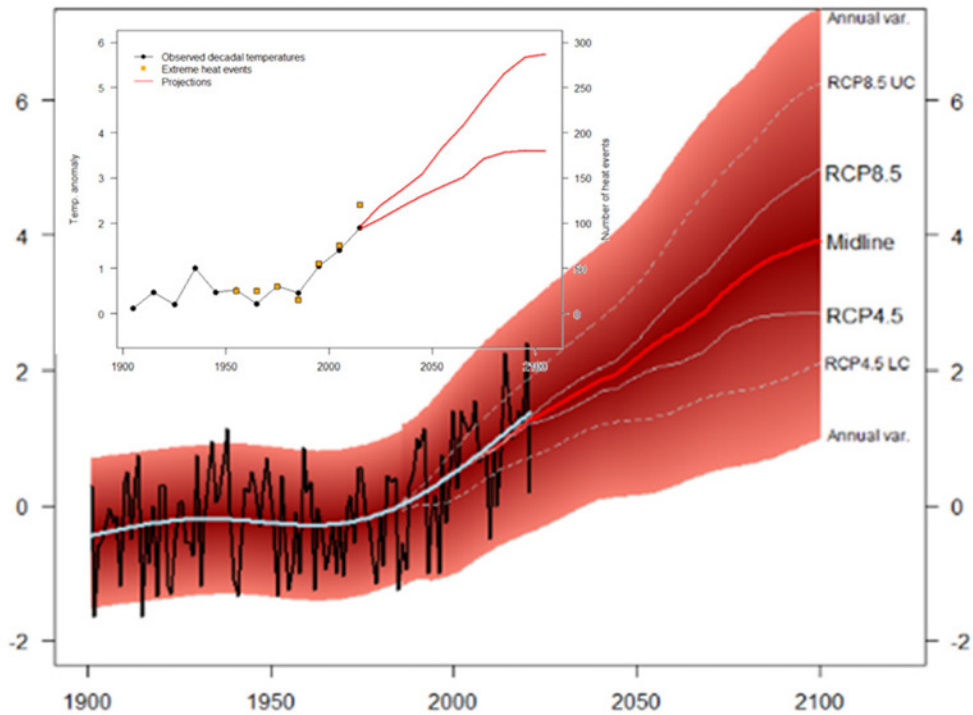 Annual var.
6
5
4
3
2
1
0
Temp. anomaly
Observed decadal temperatures
Extreme heat events
Projections
300
250
200
150
100
50
0
Number of heat events
1900
1950
2000
2050
2100
RCP8.5 UC
RCP8.5
Midline
RCP4.5
RCP4.5 LC
Annual var.
6
4
2
0
-2
6
4
2
0
-2
1900
1950
2000
2050
2100